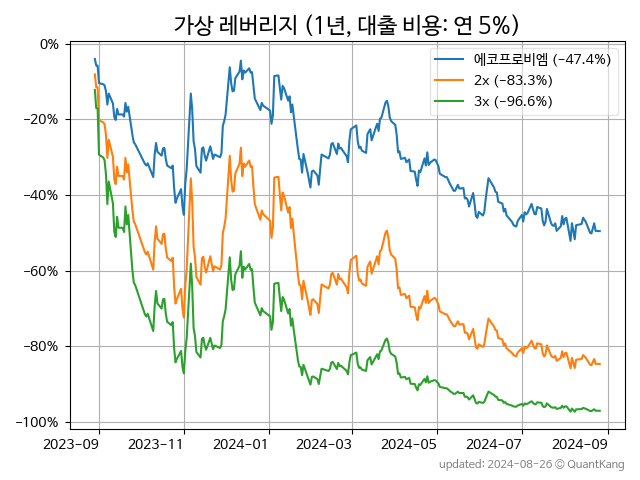 가상 레버리지 (1년, 대출 비용: 연 5%)
에코프로비엠 (−47.4%)
2x (−83.3%)
3x (−96.6%)
0%
−20%
−40%
−60%
−80%
−100%
2023-09 2023-11 2024-01 2024-03 2024-05 2024-07 2024-09
updated: 2024-08-26 © QuantKang